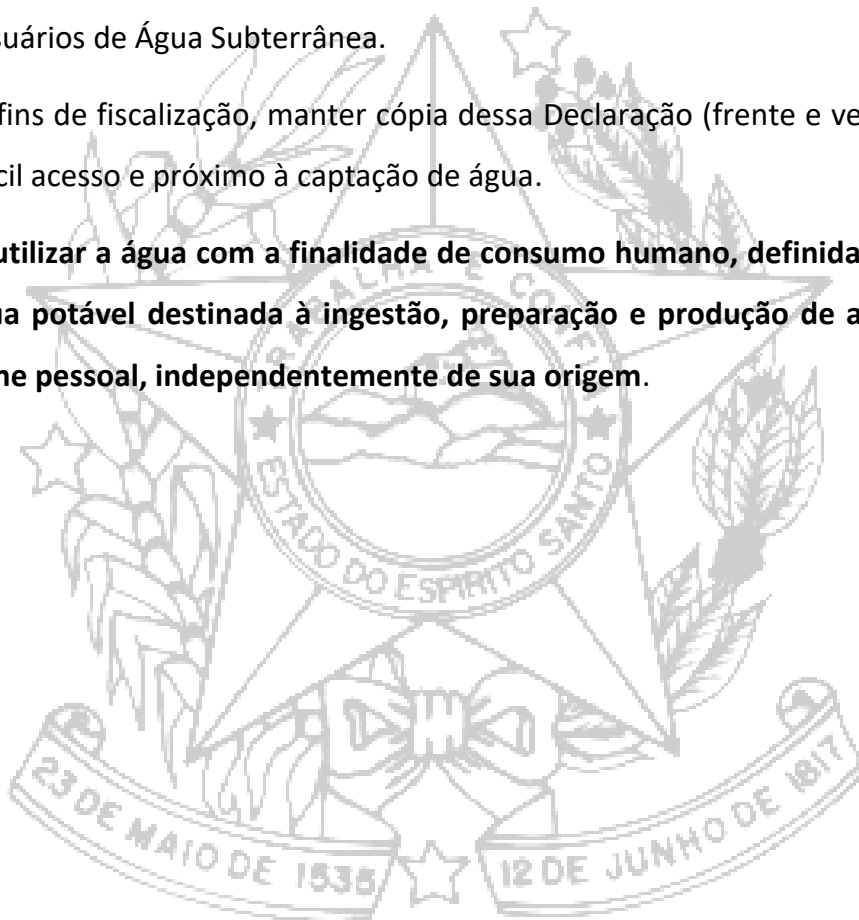 suários de Água Subterrânea.
fins de fiscalização, manter cópia dessa Declaração (frente e ve
cil acesso e próximo à captação de água.
utilizar a água com a finalidade de consumo humano, definida
a potável destinada à ingestão, preparação e produção de a
ne pessoal, independentemente de sua origem.
TRABALHA E CONFIA
ESTADO DO ESPIRITO SANTO
23 DE MAIO DE 1535
12 DE JUNHO DE 1817